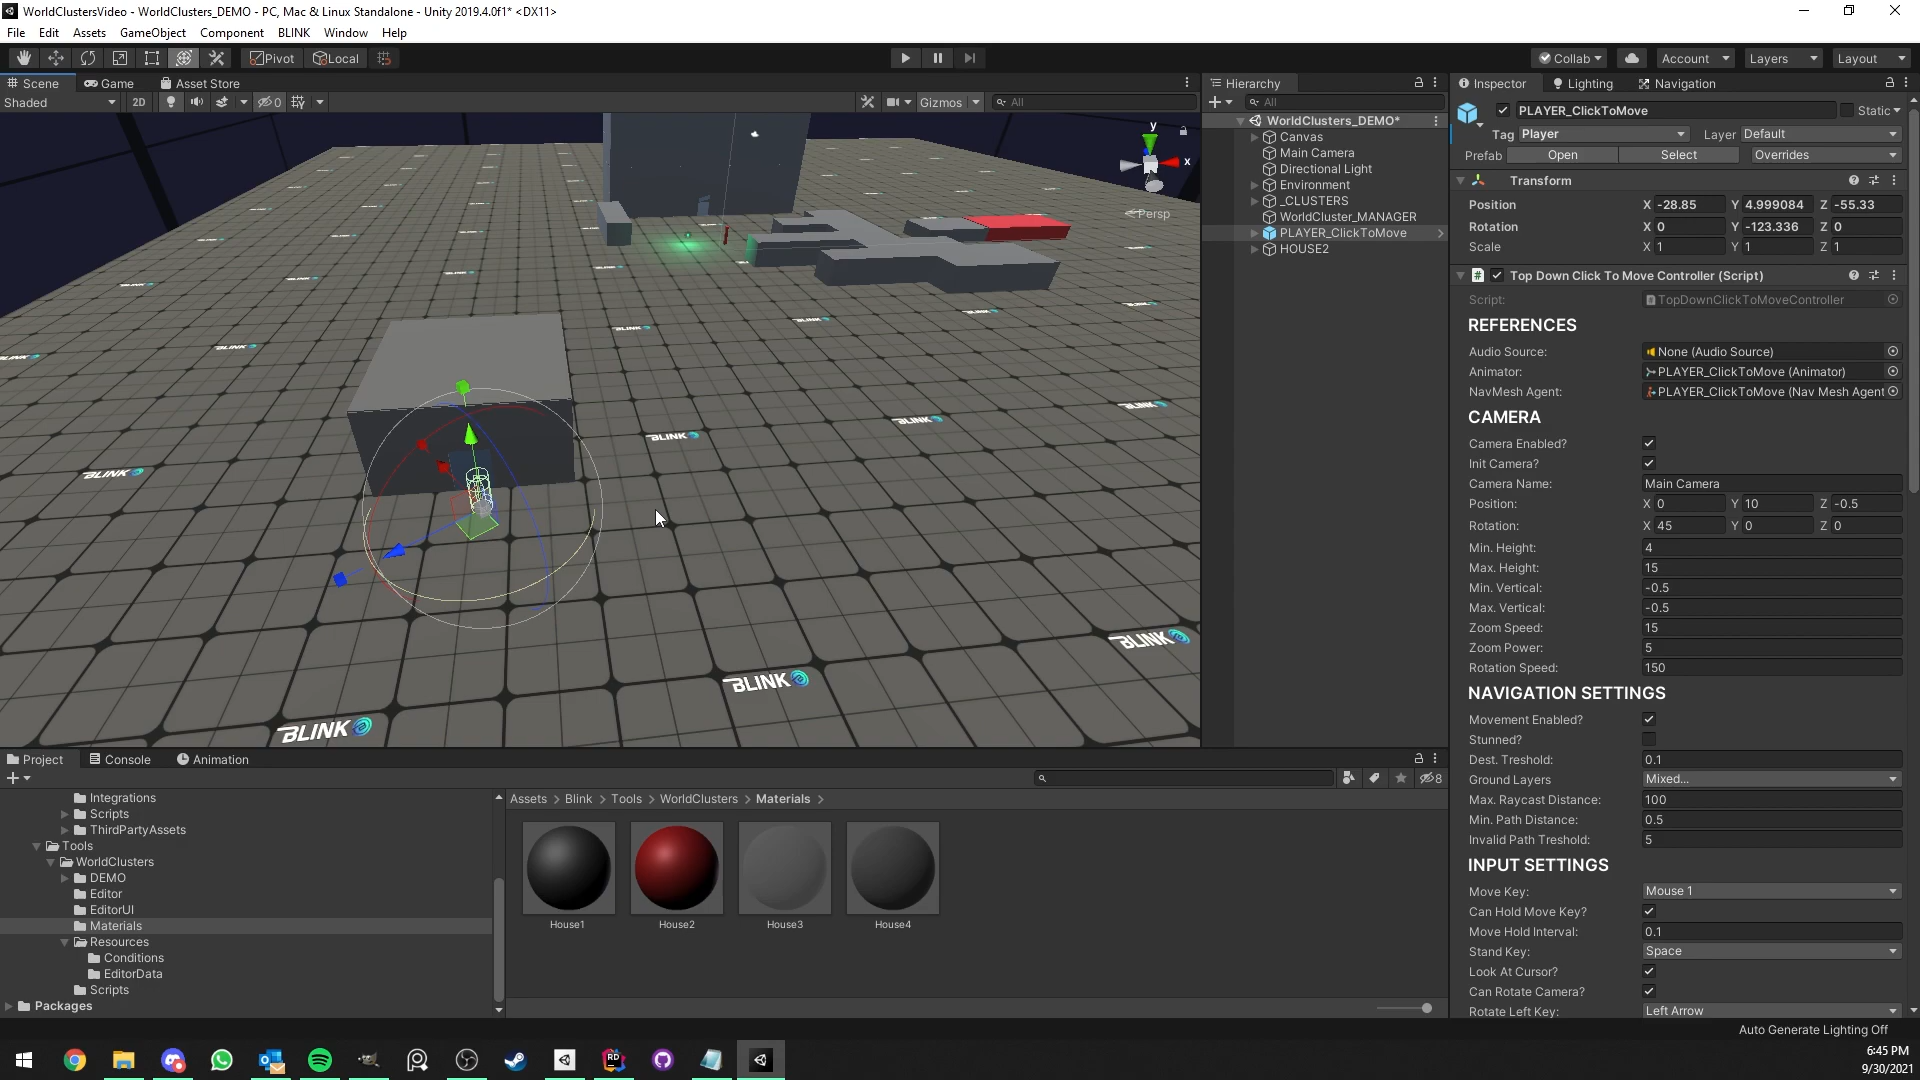 WorldClustersVideo - WorldClusters_DEMO - PC, Mac & Linux Standalone - Unity 2019.4.0f1* <DX11>
File Edit Assets GameObject Component BLINK Window Help
Pivot Local Collab Account Layers Layout
Scene Game Asset Store
Shaded 2D 0 Gizmos All
y
x
Persp
BLINK
BLINK
BLINK
BLINK
BLINK
BLINK
BLINK
BLINK
Hierarchy
All
WorldClusters_DEMO*
Canvas
Main Camera
Directional Light
Environment
_CLUSTERS
WorldCluster_MANAGER
PLAYER_ClickToMove
HOUSE2
Inspector Lighting Navigation
PLAYER_ClickToMove Static
Tag Player Layer Default
Prefab Open Select Overrides
Transform
Position X -28.85 Y 4.999084 Z -55.33
Rotation X 0 Y -123.336 Z 0
Scale X 1 Y 1 Z 1
Top Down Click To Move Controller (Script)
Script: TopDownClickToMoveController
REFERENCES
Audio Source: None (Audio Source)
Animator: PLAYER_ClickToMove (Animator)
NavMesh Agent: PLAYER_ClickToMove (Nav Mesh Agent
CAMERA
Camera Enabled?
Init Camera?
Camera Name: Main Camera
Position: X 0 Y 10 Z -0.5
Rotation: X 45 Y 0 Z 0
Min. Height: 4
Max. Height: 15
Min. Vertical: -0.5
Max. Vertical: -0.5
Zoom Speed: 15
Zoom Power: 5
Rotation Speed: 150
NAVIGATION SETTINGS
Movement Enabled?
Stunned?
Dest. Treshold: 0.1
Ground Layers Mixed...
Max. Raycast Distance: 100
Min. Path Distance: 0.5
Invalid Path Treshold: 5
INPUT SETTINGS
Move Key: Mouse 1
Can Hold Move Key?
Move Hold Interval: 0.1
Stand Key: Space
Look At Cursor?
Can Rotate Camera?
Rotate Left Key: Left Arrow
Project Console Animation
8
Integrations
Scripts
ThirdPartyAssets
Tools
WorldClusters
DEMO
Editor
EditorUI
Materials
Resources
Conditions
EditorData
Scripts
Packages
Assets > Blink > Tools > WorldClusters > Materials >
House1 House2 House3 House4
Auto Generate Lighting Off
6:45 PM
9/30/2021